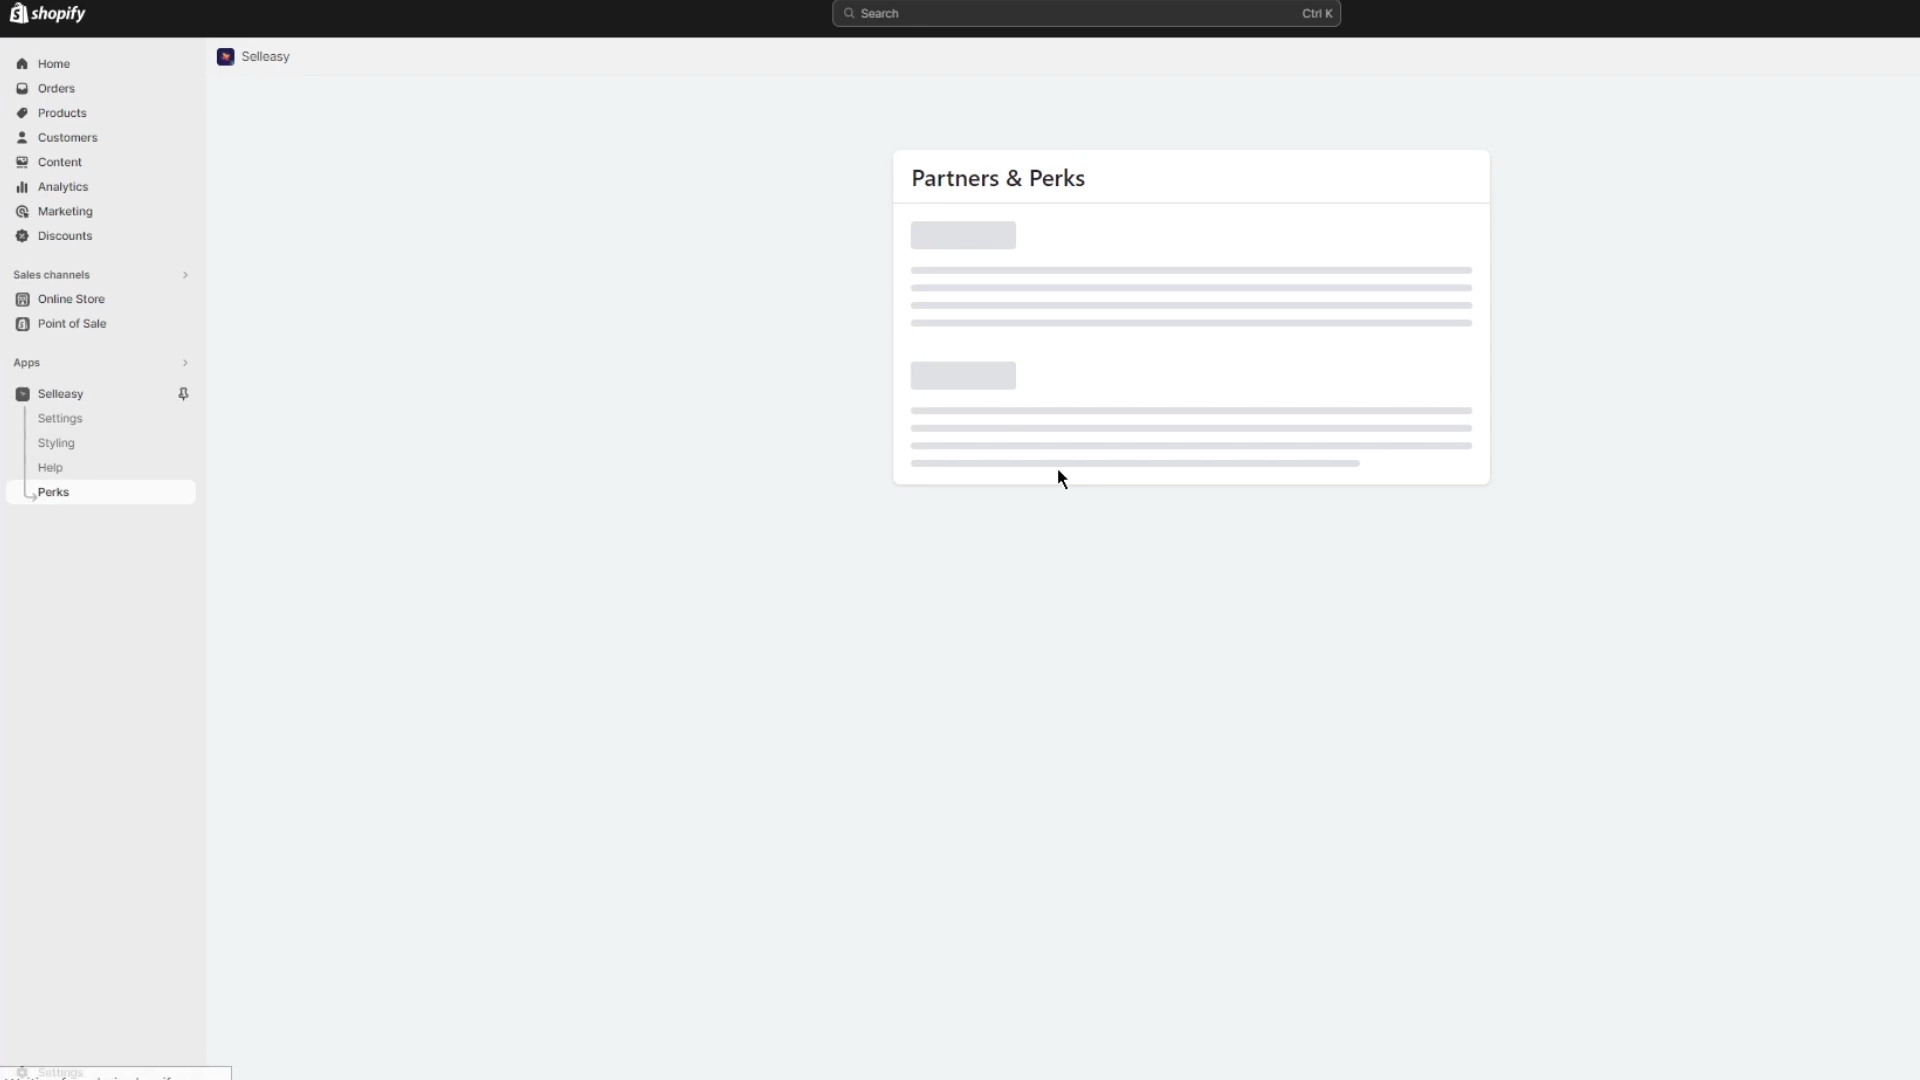 shopify
Search
Ctrl K
Home
Orders
Products
Customers
Content
Analytics
Marketing
Discounts
Sales channels
Online Store
Point of Sale
Apps
Selleasy
Settings
Styling
Help
Perks
Settings
Selleasy
Partners & Perks